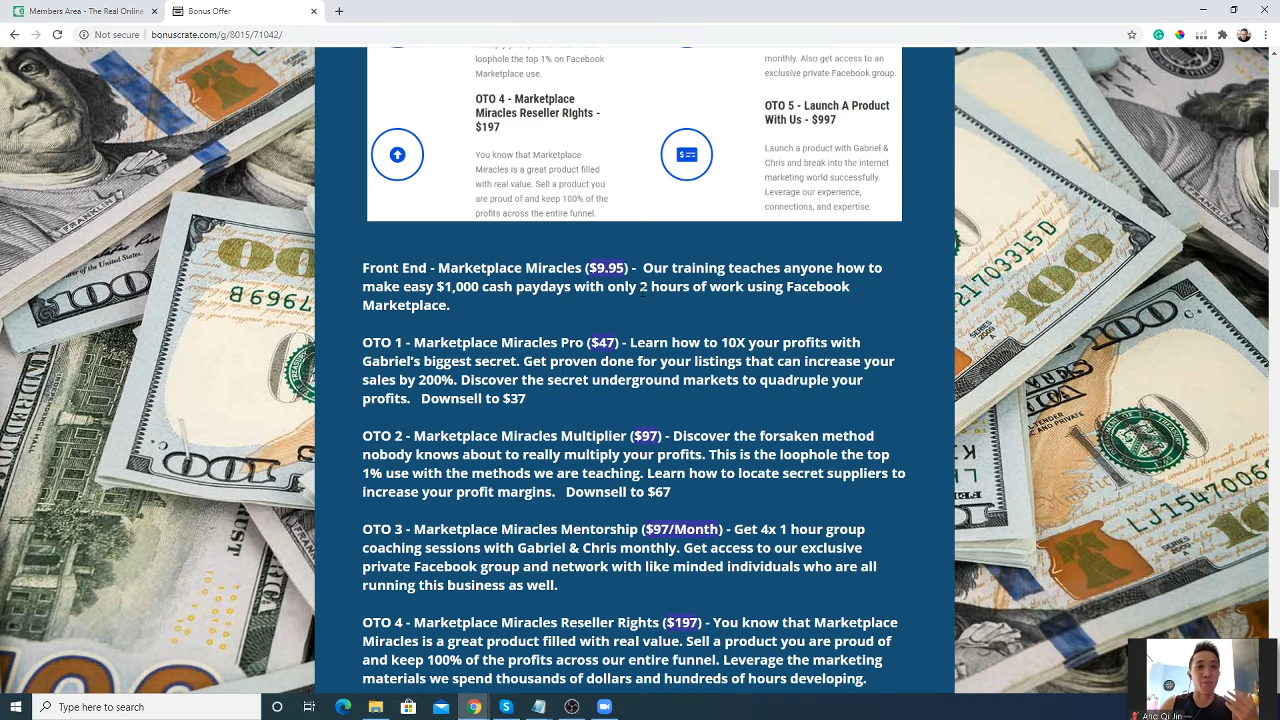 Members Area - The Real Online
Bonus Offer
Not secure
bonuscrate.com/g/8015/71042/
loophole the top 1% on Facebook
Marketplace use.
monthly. Also get access to an
exclusive private Facebook group.
OTO 4 - Marketplace
Miracles Reseller RIghts -
$197
OTO 5 - Launch A Product
With Us - $997
You know that Marketplace
Miracles is a great product filled
with real value. Sell a product you
are proud of and keep 100% of the
profits across the entire funnel.
Launch a product with Gabriel &
Chris and break into the internet
marketing world successfully.
Leverage our experience,
connections, and expertise.
Front End - Marketplace Miracles ($9.95) - Our training teaches anyone how to
make easy $1,000 cash paydays with only 2 hours of work using Facebook
Marketplace.
OTO 1 - Marketplace Miracles Pro ($47) - Learn how to 10X your profits with
Gabriel's biggest secret. Get proven done for your listings that can increase your
sales by 200%. Discover the secret underground markets to quadruple your
profits. Downsell to $37
OTO 2 - Marketplace Miracles Multiplier ($97) - Discover the forsaken method
nobody knows about to really multiply your profits. This is the loophole the top
1% use with the methods we are teaching. Learn how to locate secret suppliers to
increase your profit margins. Downsell to $67
OTO 3 - Marketplace Miracles Mentorship ($97/Month) - Get 4x 1 hour group
coaching sessions with Gabriel & Chris monthly. Get access to our exclusive
private Facebook group and network with like minded individuals who are all
running this business as well.
OTO 4 - Marketplace Miracles Reseller Rights ($197) - You know that Marketplace
Miracles is a great product filled with real value. Sell a product you are proud of
and keep 100% of the profits across our entire funnel. Leverage the marketing
materials we spend thousands of dollars and hundreds of hours developing.
Type here to search
Ang Qi Jin